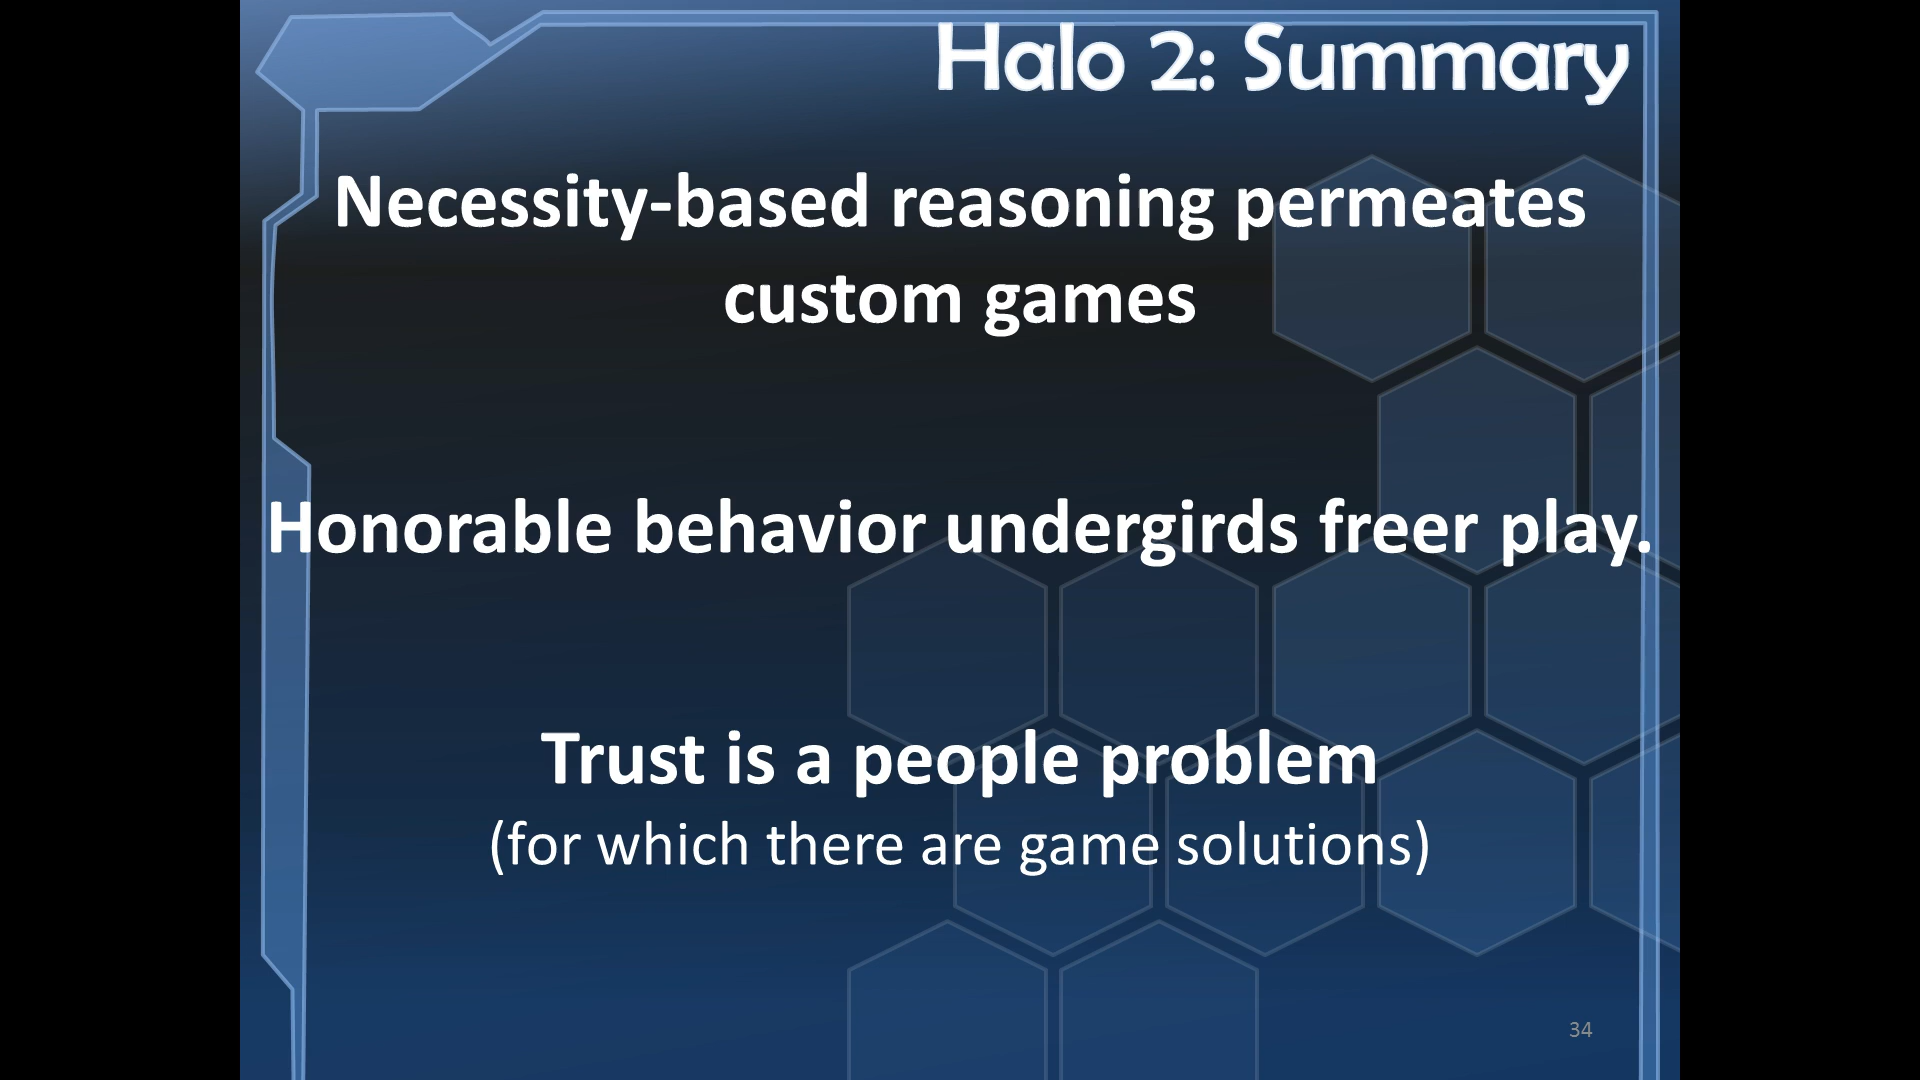 Halo 2: Summary
Necessity-based reasoning permeates
custom games
Honorable behavior undergirds freer play.
Trust is a people problem
(for which there are game solutions)
34